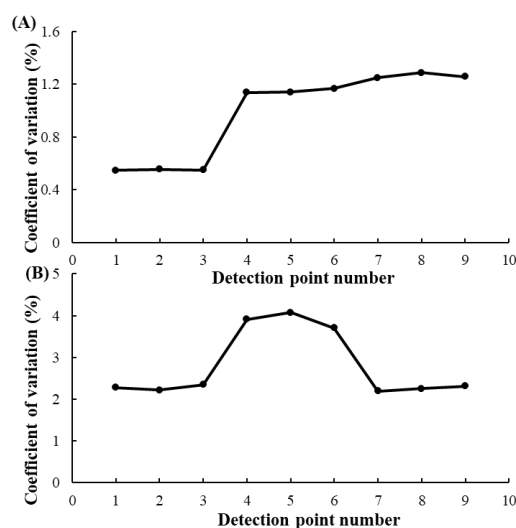 (A)
Coefficient of variation (%)
1.6
1.2
0.8
0.4
0
0 1 2 3 4 5 6 7 8 9 10
Detection point number
(B)
Coefficient of variation (%)
5
4
3
2
1
0
0 1 2 3 4 5 6 7 8 9 10
Detection point number